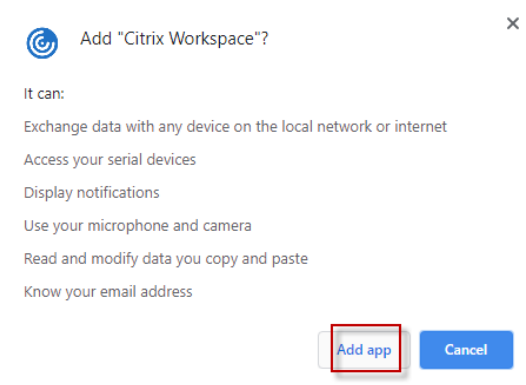 Add "Citrix Workspace"?
It can:
Exchange data with any device on the local network or internet
Access your serial devices
Display notifications
Use your microphone and camera
Read and modify data you copy and paste
Know your email address
Add app
Cancel